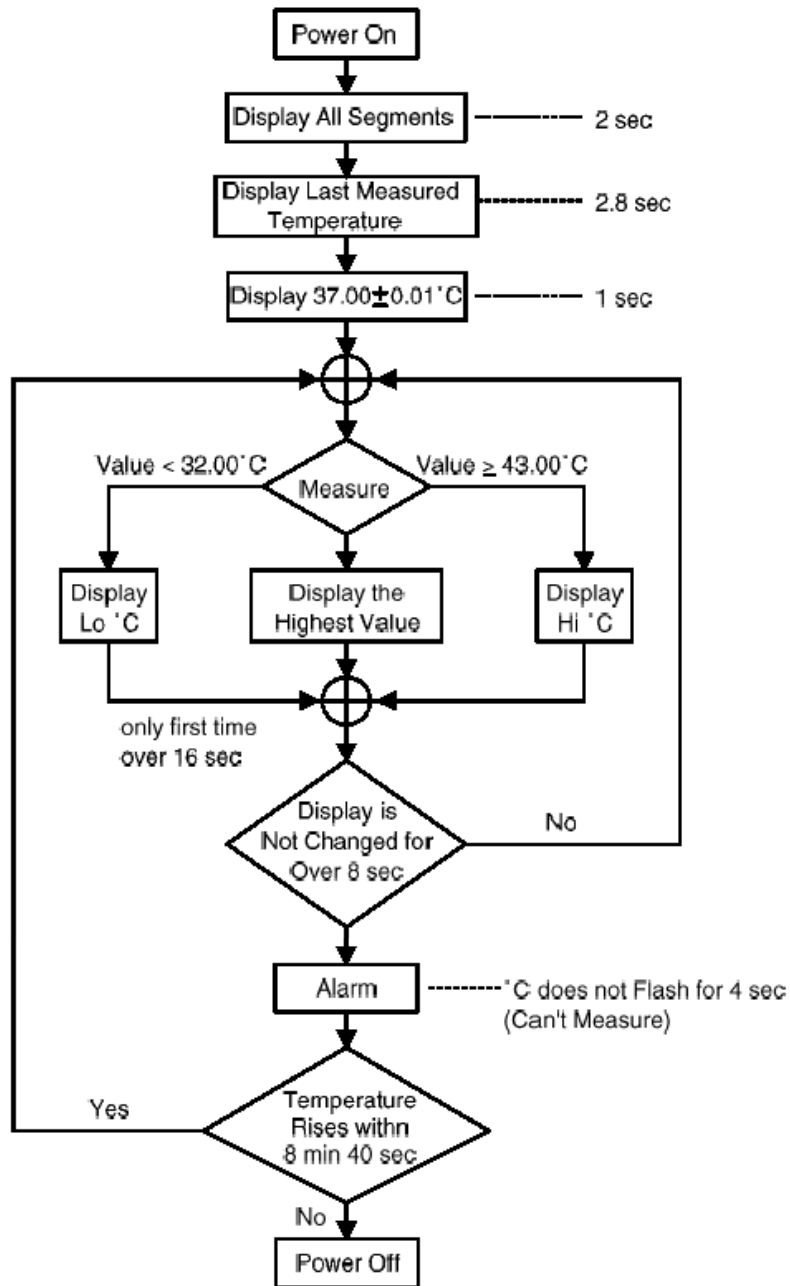 Power On
Display All Segments
2 sec
Display Last Measured
Temperature
2.8 sec
Display 37.00±0.01˚C
1 sec
Value < 32.00˚C
Value ≥ 43.00˚C
Measure
Display
Lo ˚C
Display the
Highest Value
Display
Hi ˚C
only first time
over 16 sec
Display is
Not Changed for
Over 8 sec
No
Alarm
˚C does not Flash for 4 sec
(Can't Measure)
Yes
Temperature
Rises withn
8 min 40 sec
No
Power Off